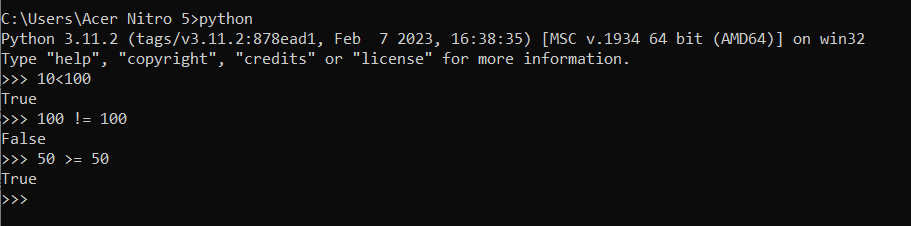 C:\Users\Acer Nitro 5>python
Python 3.11.2 (tags/v3.11.2:878ead1, Feb  7 2023, 16:38:35) [MSC v.1934 64 bit (AMD64)] on win32
Type "help", "copyright", "credits" or "license" for more information.
>>> 10<100
True
>>> 100 != 100
False
>>> 50 >= 50
True
>>>